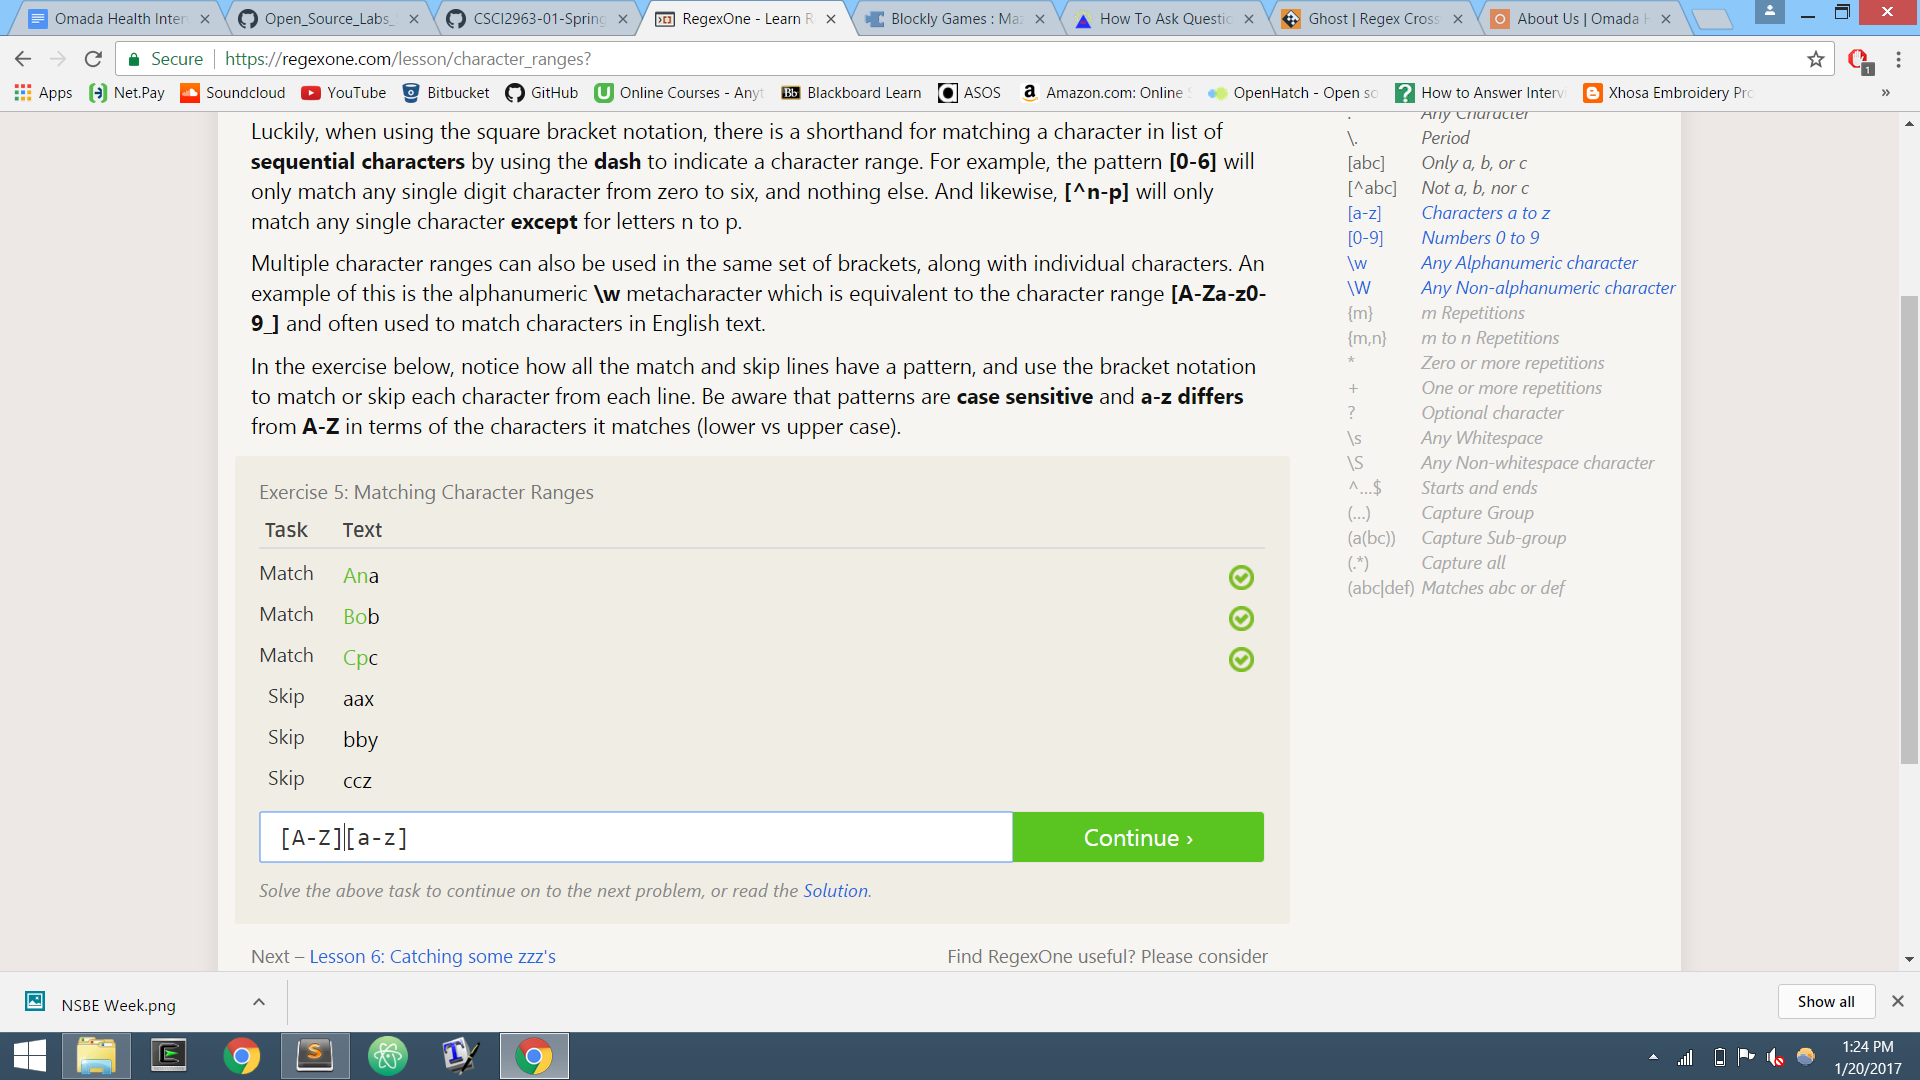 Omada Health Inter
Open_Source_Labs_
CSCI2963-01-Spring
RegexOne - Learn R
Blockly Games : Ma
How To Ask Questio
Ghost | Regex Cross
About Us | Omada H
Secure
https://regexone.com/lesson/character_ranges?
1
Apps
Net.Pay
Soundcloud
YouTube
Bitbucket
GitHub
Online Courses - Anyt
Bb Blackboard Learn
ASOS
Amazon.com: Online S
OpenHatch - Open so
How to Answer Interv
Xhosa Embroidery Pro
»
Luckily, when using the square bracket notation, there is a shorthand for matching a character in list of
sequential characters by using the dash to indicate a character range. For example, the pattern [0-6] will
only match any single digit character from zero to six, and nothing else. And likewise, [^n-p] will only
match any single character except for letters n to p.
Multiple character ranges can also be used in the same set of brackets, along with individual characters. An
example of this is the alphanumeric \w metacharacter which is equivalent to the character range [A-Za-z0-
9_] and often used to match characters in English text.
In the exercise below, notice how all the match and skip lines have a pattern, and use the bracket notation
to match or skip each character from each line. Be aware that patterns are case sensitive and a-z differs
from A-Z in terms of the characters it matches (lower vs upper case).
Exercise 5: Matching Character Ranges
Task Text
Match Ana
Match Bob
Match Cpc
Skip aax
Skip bby
Skip ccz
[A-Z][a-z]
Continue ›
Solve the above task to continue on to the next problem, or read the Solution.
Next – Lesson 6: Catching some zzz's
Find RegexOne useful? Please consider
. Any Character
\. Period
[abc] Only a, b, or c
[^abc] Not a, b, nor c
[a-z] Characters a to z
[0-9] Numbers 0 to 9
\w Any Alphanumeric character
\W Any Non-alphanumeric character
{m} m Repetitions
{m,n} m to n Repetitions
* Zero or more repetitions
+ One or more repetitions
? Optional character
\s Any Whitespace
\S Any Non-whitespace character
^...$ Starts and ends
(...) Capture Group
(a(bc)) Capture Sub-group
(.*) Capture all
(abc|def) Matches abc or def
NSBE Week.png
Show all
1:24 PM
1/20/2017